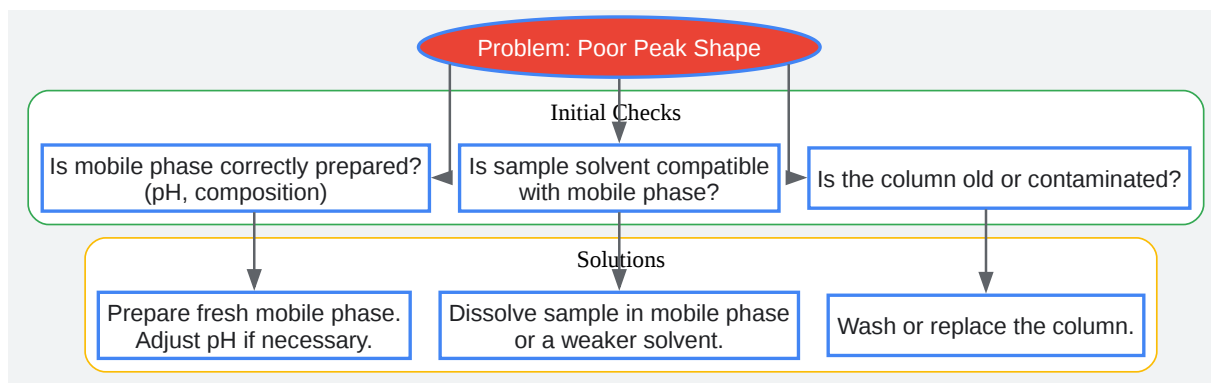 Problem: Poor Peak Shape
Initial Checks
Is mobile phase correctly prepared?
(pH, composition)
Is sample solvent compatible
with mobile phase?
Is the column old or contaminated?
Solutions
Prepare fresh mobile phase.
Adjust pH if necessary.
Dissolve sample in mobile phase
or a weaker solvent.
Wash or replace the column.